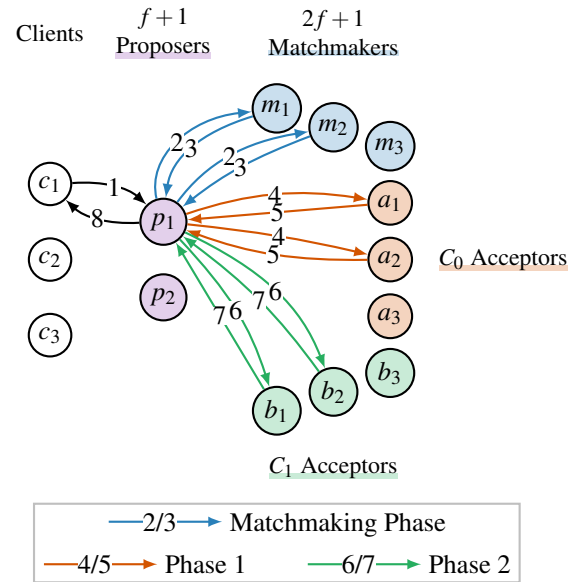 Clients
f + 1
Proposers
2f + 1
Matchmakers
m1
m2
m3
2 3
2 3
c1
1
8
p1
4
5
a1
4
5
a2
C0 Acceptors
c2
p2
a3
c3
7 6
7 6
b1
b2
b3
C1 Acceptors
2/3 Matchmaking Phase
4/5 Phase 1
6/7 Phase 2